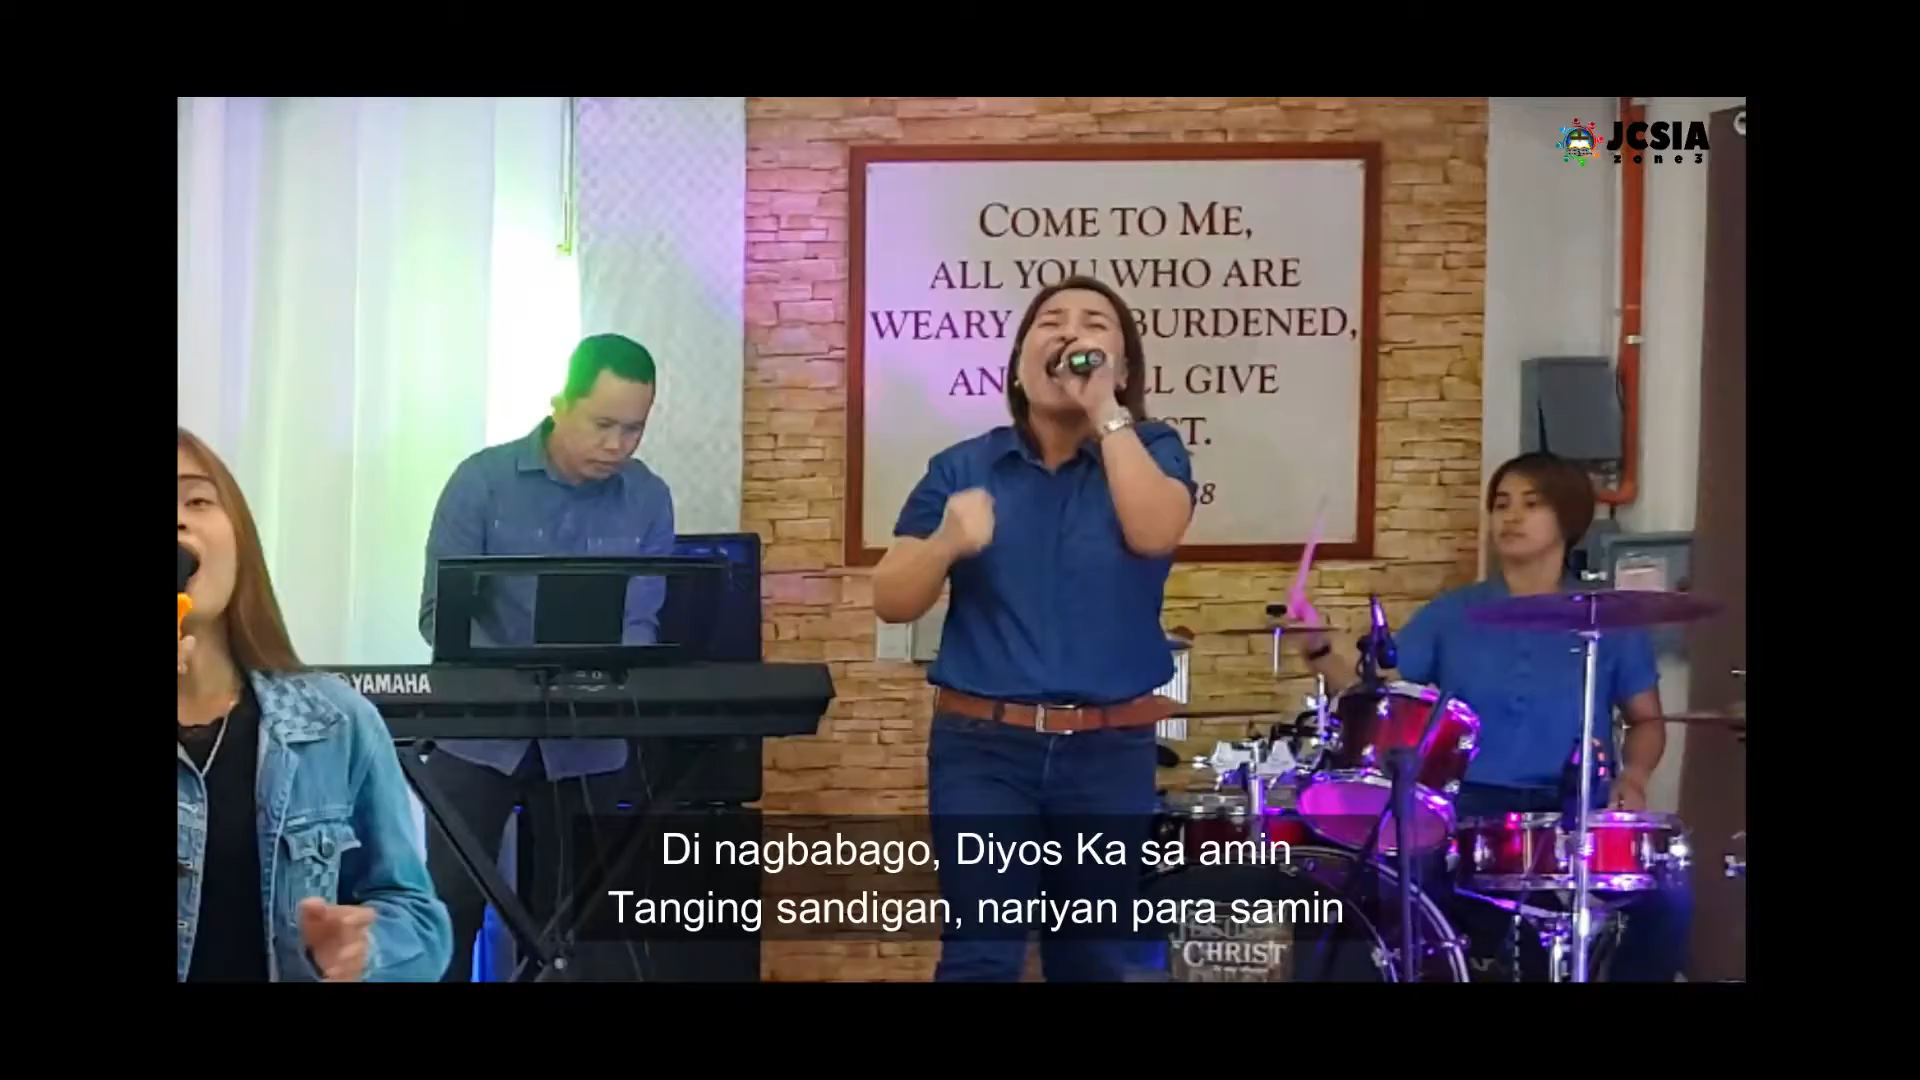 JCSIA
zone3
COME TO ME,
ALL YOU WHO ARE
WEARY BURDENED,
GIVE
YAMAHA
Di nagbabago, Diyos Ka sa amin
Tanging sandigan, nariyan para samin
CHRIST